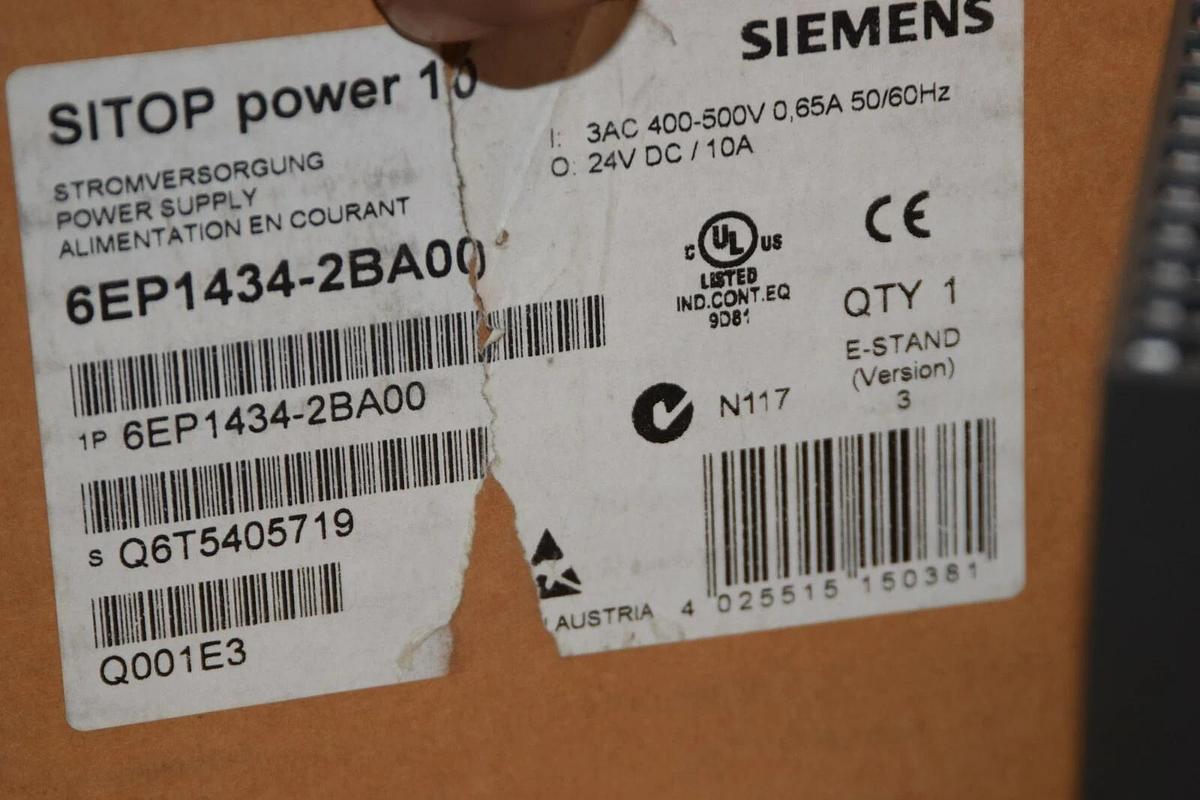 SIEMENS
SITOP power 10
I: 3AC 400-500V 0,65A 50/60Hz
O: 24V DC / 10A
STROMVERSORGUNG
POWER SUPPLY
ALIMENTATION EN COURANT
6EP1434-2BA00
1P 6EP1434-2BA00
S Q6T5405719
Q001E3
C UL US
LISTED
IND.CONT.EQ
9D81
CE
QTY 1
E-STAND
(Version)
3
N117
AUSTRIA
4 025515 150381